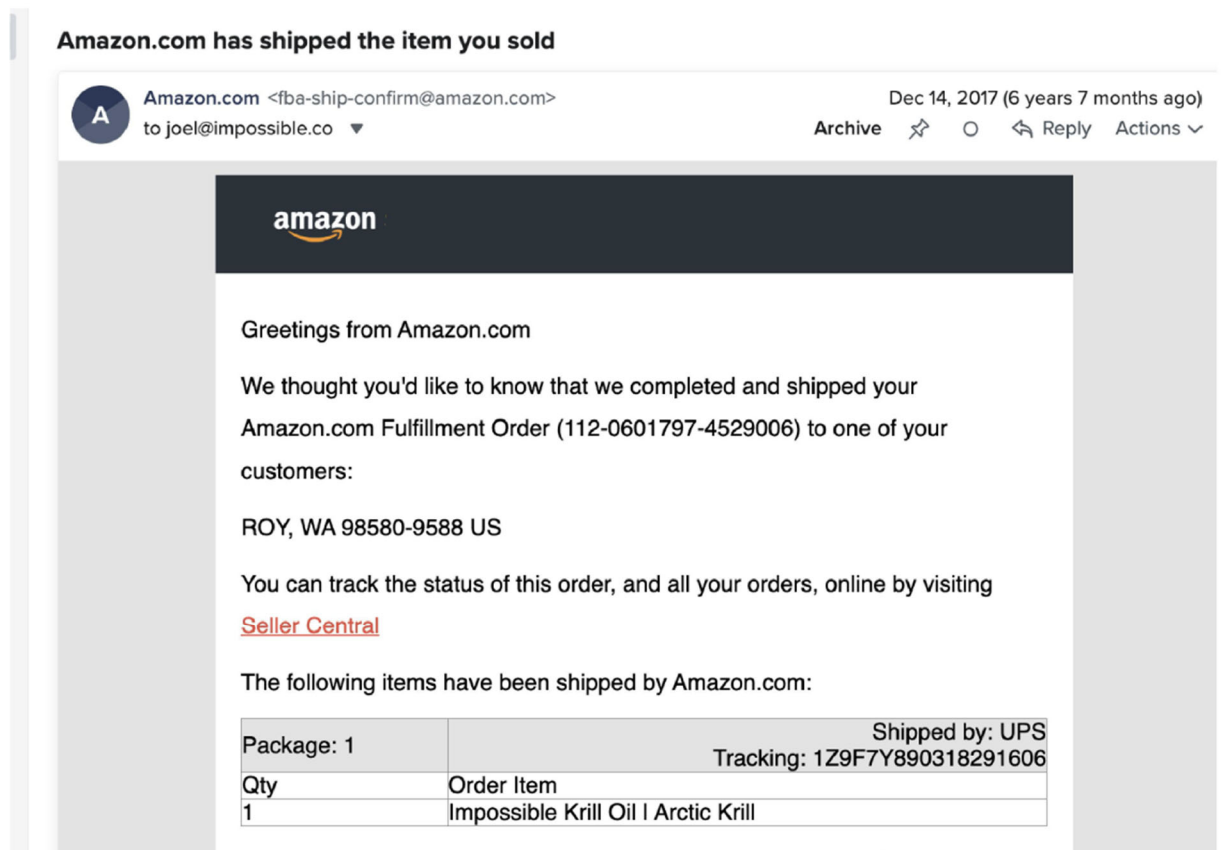 Amazon.com has shipped the item you sold
A
Amazon.com <fba-ship-confirm@amazon.com>
Dec 14, 2017 (6 years 7 months ago)
to joel@impossible.co
Archive Reply Actions
amazon
Greetings from Amazon.com
We thought you'd like to know that we completed and shipped your
Amazon.com Fulfillment Order (112-0601797-4529006) to one of your
customers:
ROY, WA 98580-9588 US
You can track the status of this order, and all your orders, online by visiting
Seller Central
The following items have been shipped by Amazon.com:
Package: 1
Shipped by: UPS
Tracking: 1Z9F7Y890318291606
Qty Order Item
1 Impossible Krill Oil | Arctic Krill